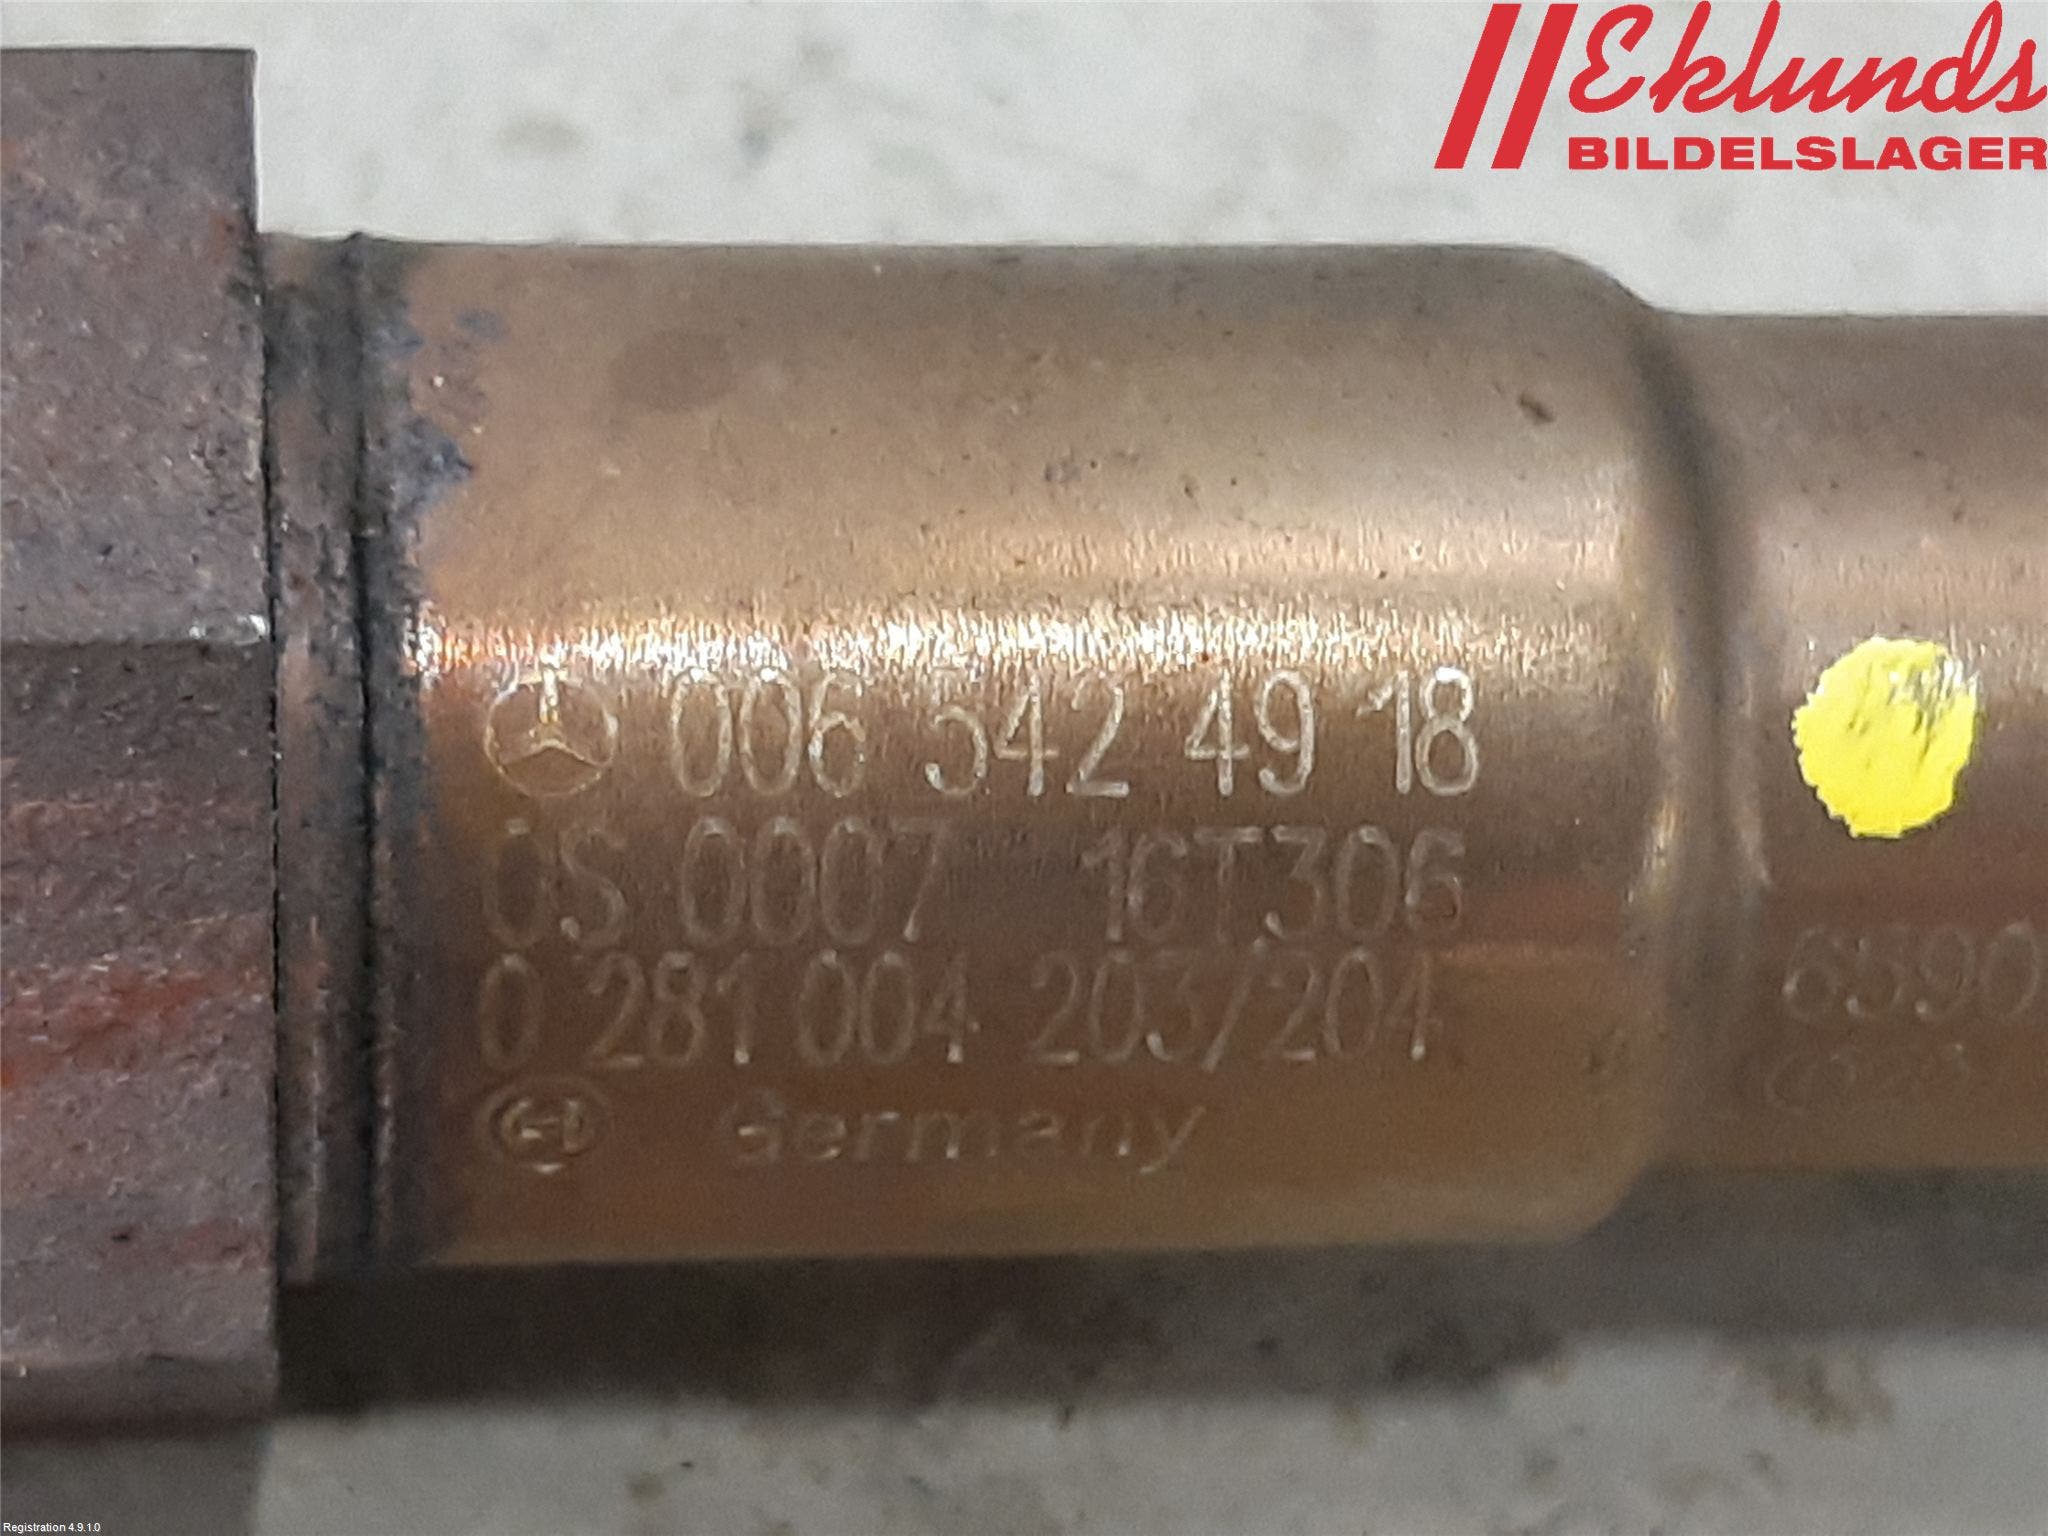 Eklunds
BILDELSLAGER
006 542 49 18
0S 0007 16T306
0 281 004 203/204
6590
Germany
Registration 4.9.1.0